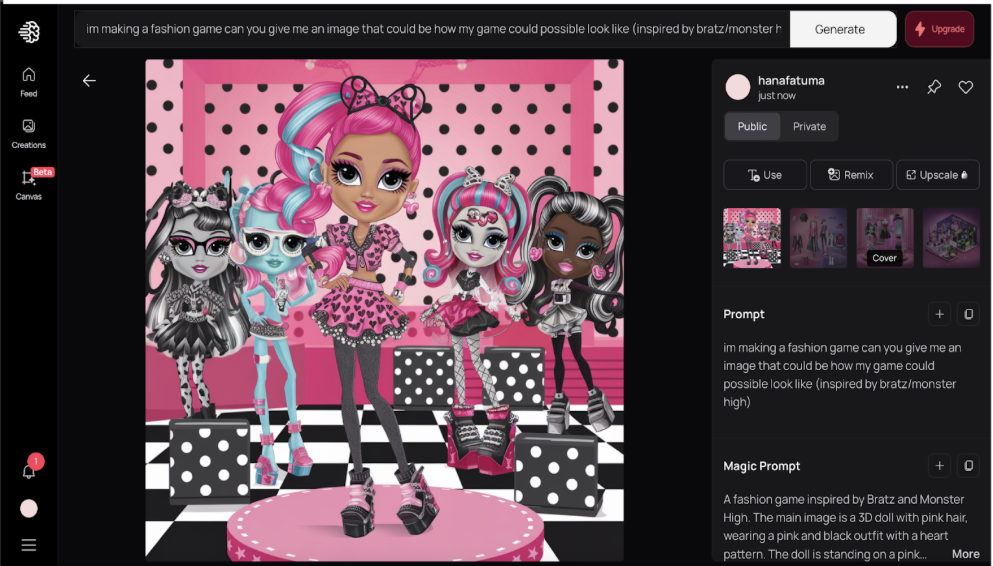 im making a fashion game can you give me an image that could be how my game could possible look like (inspired by bratz/monster h
Generate
Upgrade
Feed
Creations
Beta
Canvas
1
hanafatuma
just now
Public
Private
Use
Remix
Upscale
Cover
Prompt
im making a fashion game can you give me an
image that could be how my game could
possible look like (inspired by bratz/monster
high)
Magic Prompt
A fashion game inspired by Bratz and Monster
High. The main image is a 3D doll with pink hair,
wearing a pink and black outfit with a heart
pattern. The doll is standing on a pink... More